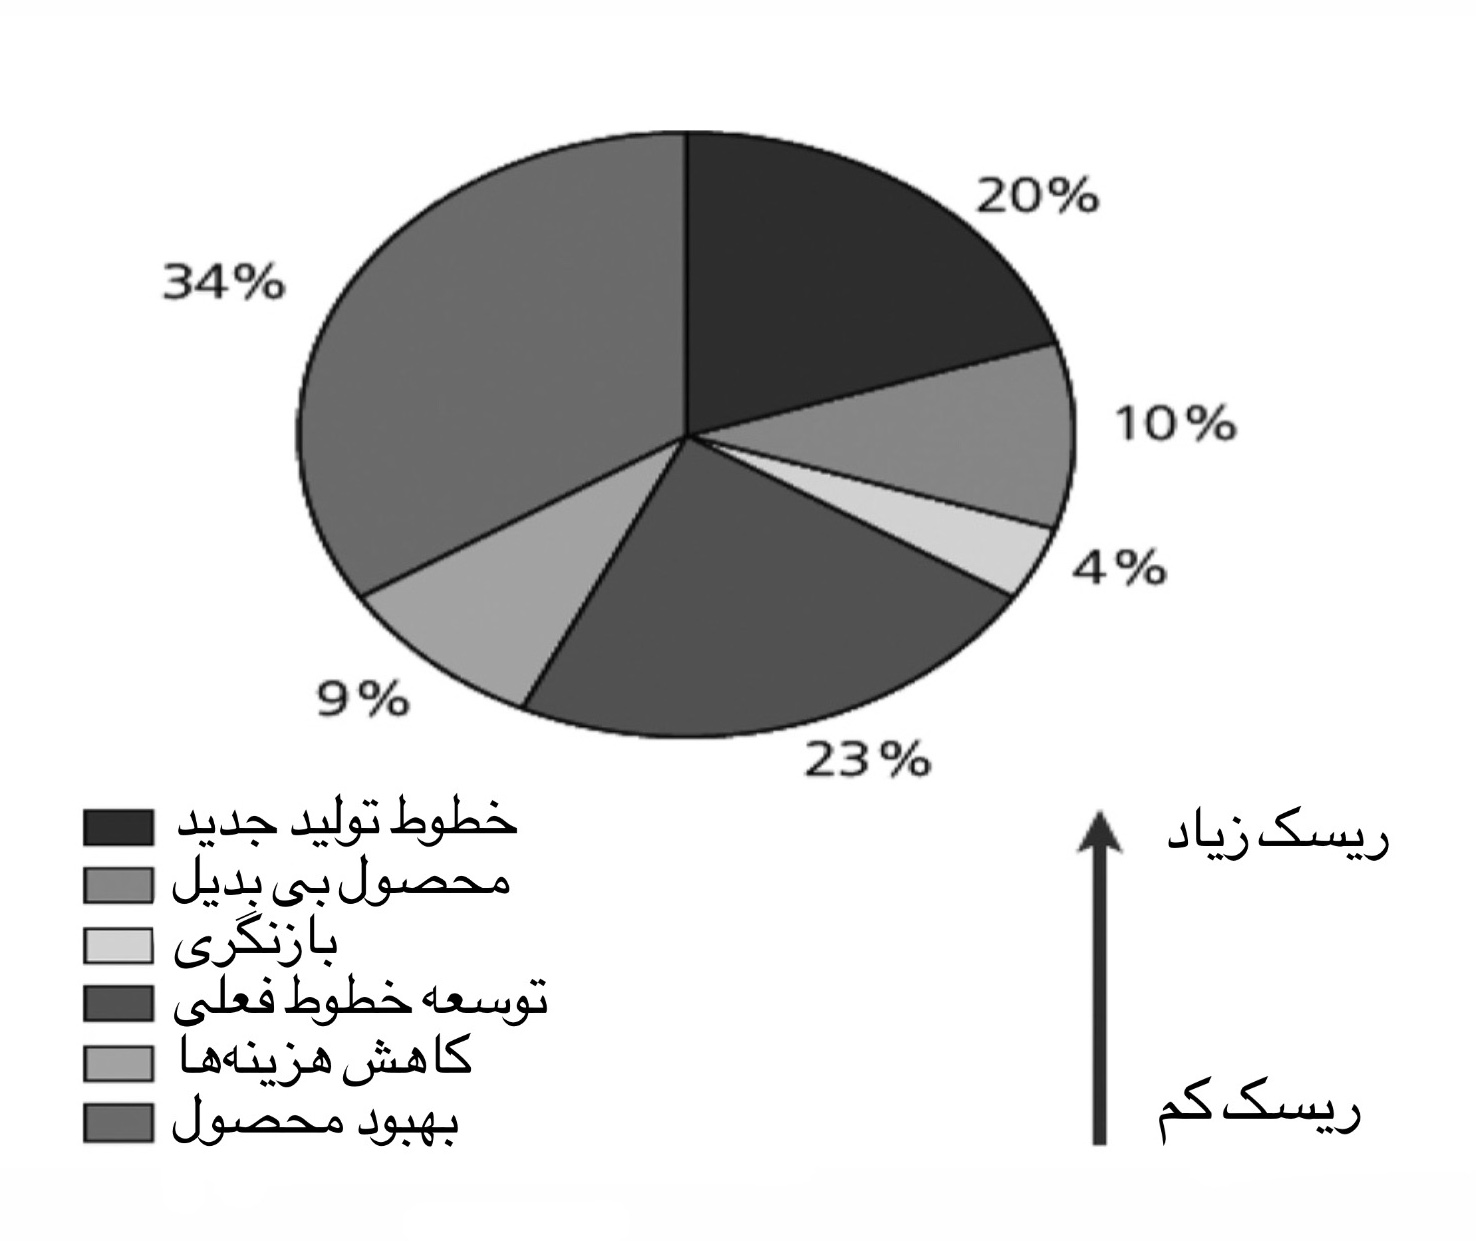 20%
34%
10%
4%
9%
23%
خطوط تولید جدید
ریسک زیاد
محصول بی بدیل
بازنگری
توسعه خطوط فعلی
کاهش هزینه‌ها
ریسک کم
بهبود محصول